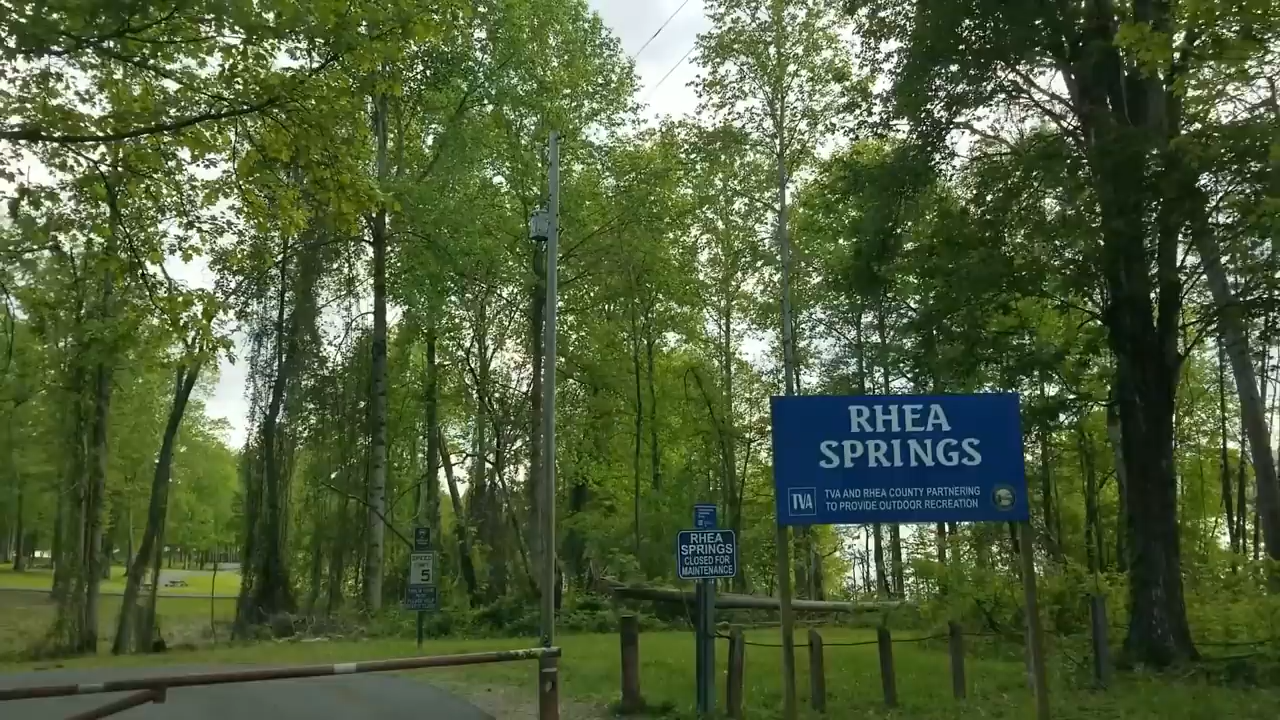 RHEA
SPRINGS
TVA
TVA AND RHEA COUNTY PARTNERING
TO PROVIDE OUTDOOR RECREATION
RHEA
SPRINGS
CLOSED FOR
MAINTENANCE
SPEED
LIMIT
5